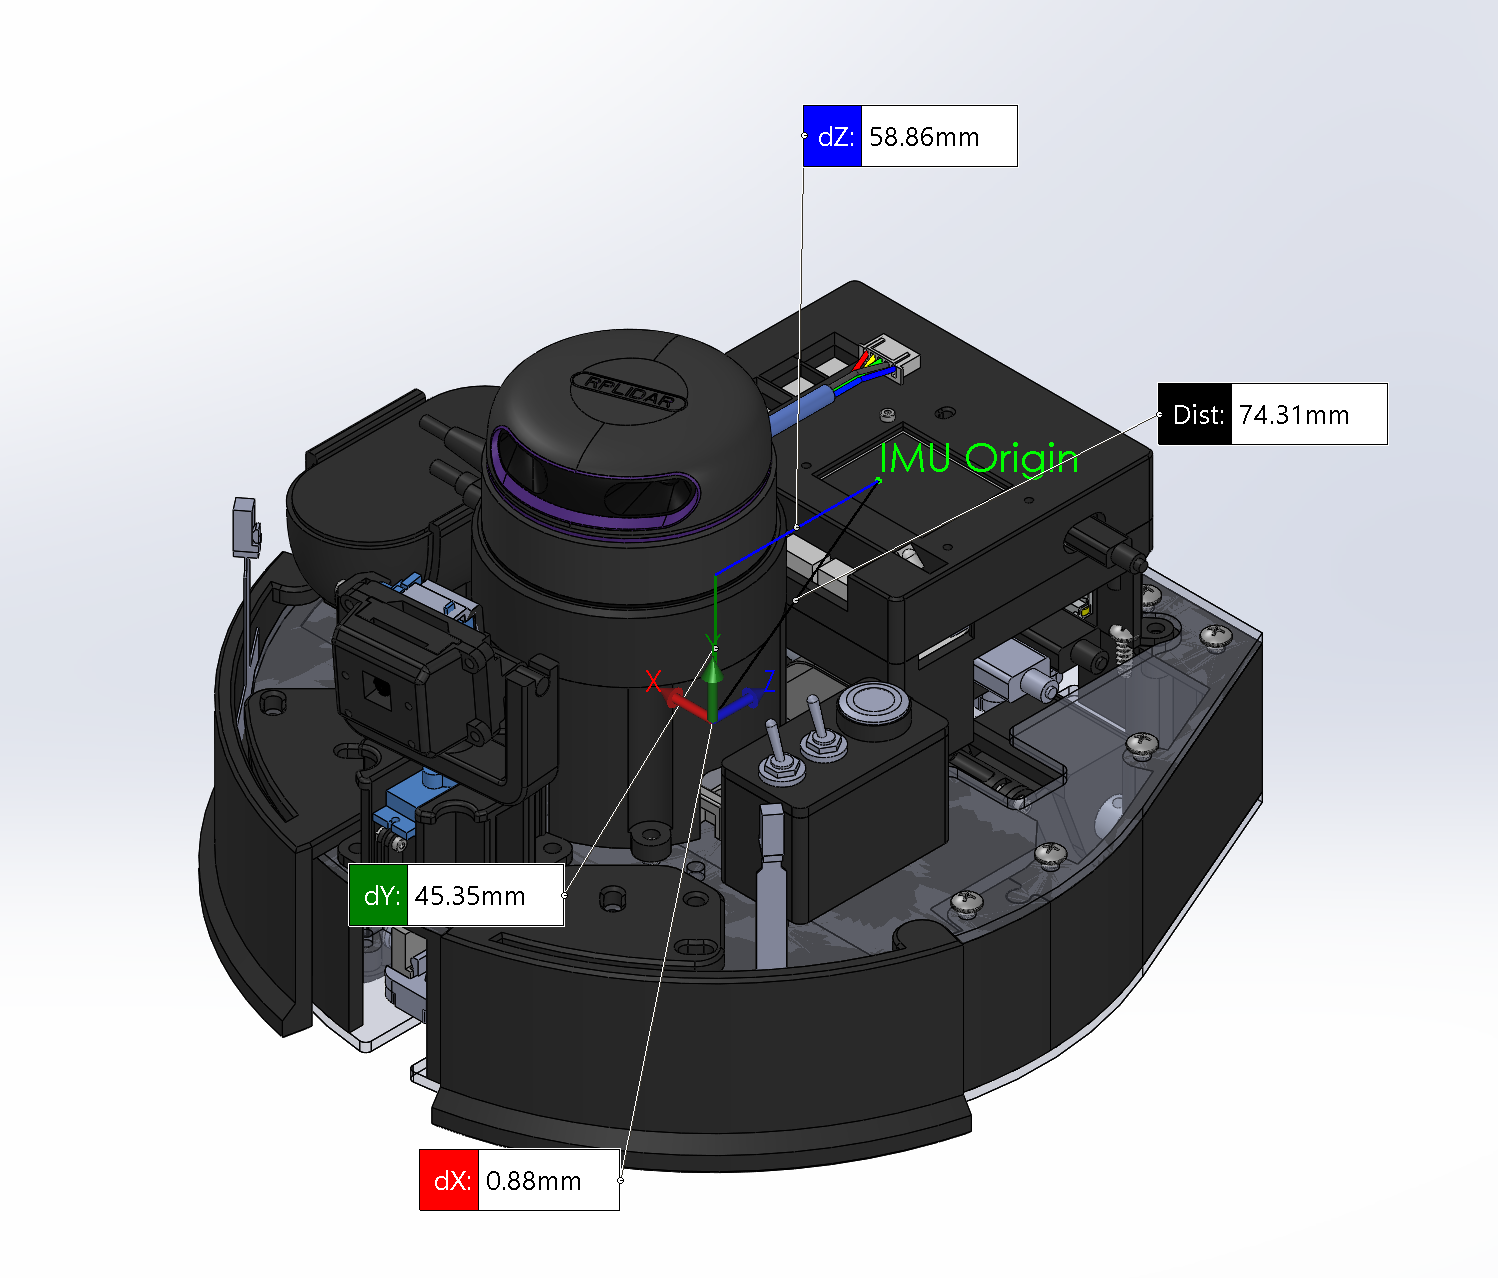 dZ: 58.86mm
RPLIDAR
Dist: 74.31mm
IMU Origin
Y
X
Z
dY: 45.35mm
dX: 0.88mm